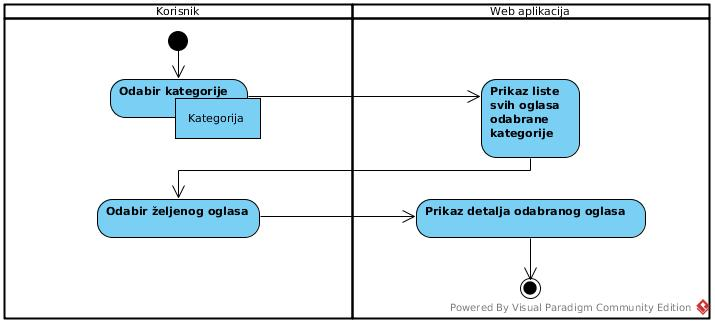 Korisnik
Web aplikacija
Odabir kategorije
Kategorija
Prikaz liste
svih oglasa
odabrane
kategorije
Odabir željenog oglasa
Prikaz detalja odabranog oglasa
Powered By Visual Paradigm Community Edition